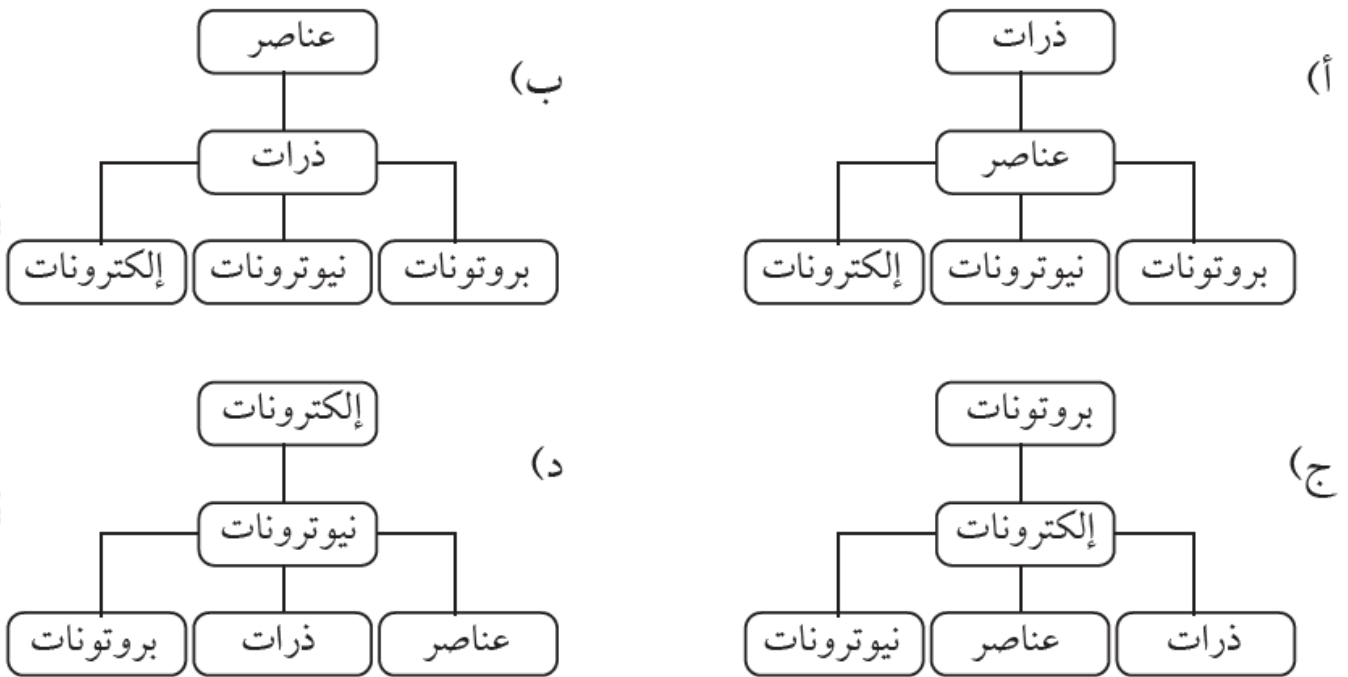 أ)
ذرات
عناصر
بروتونات
نيوترونات
إلكترونات
ب)
عناصر
ذرات
بروتونات
نيوترونات
إلكترونات
ج)
بروتونات
إلكترونات
ذرات
عناصر
نيوترونات
د)
إلكترونات
نيوترونات
عناصر
ذرات
بروتونات